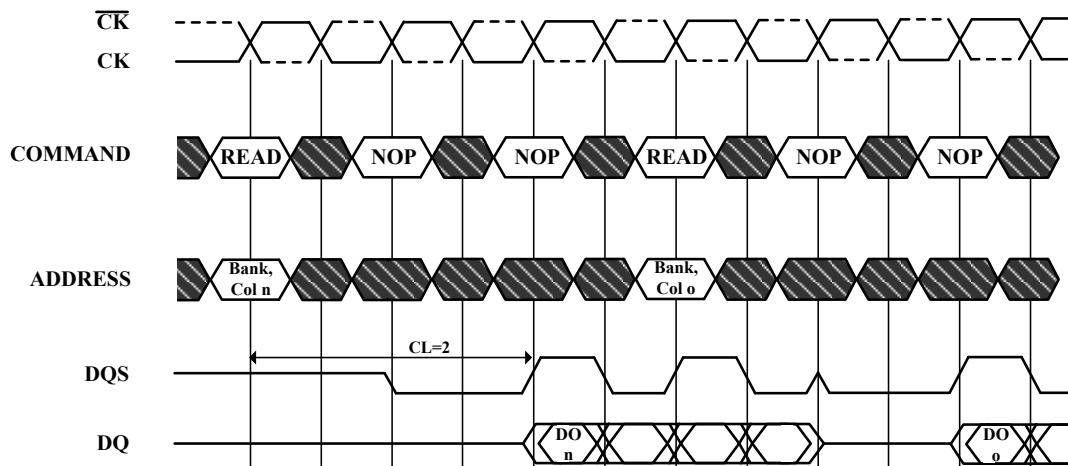 CK
CK
COMMAND
READ
NOP
NOP
READ
NOP
NOP
ADDRESS
Bank,
Col n
Bank,
Col o
CL=2
DQS
DQ
DO
n
DO
o